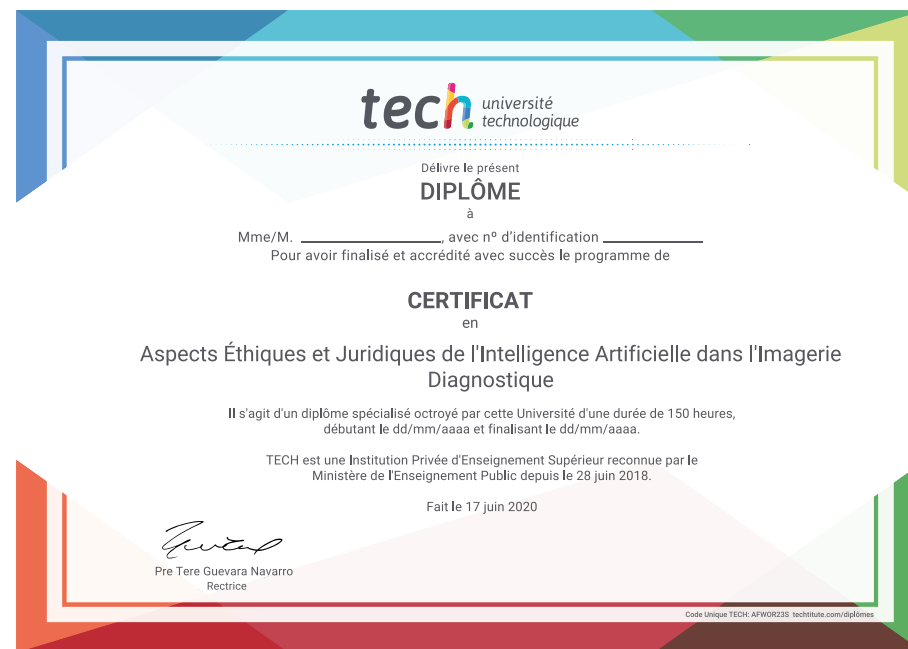 tech université
technologique
Délivre le présent
DIPLÔME
à
Mme/M. ____________________, avec nº d'identification ______________
Pour avoir finalisé et accrédité avec succès le programme de
CERTIFICAT
en
Aspects Éthiques et Juridiques de l'Intelligence Artificielle dans l'Imagerie
Diagnostique
Il s'agit d'un diplôme spécialisé octroyé par cette Université d'une durée de 150 heures,
débutant le dd/mm/aaaa et finalisant le dd/mm/aaaa.
TECH est une Institution Privée d'Enseignement Supérieur reconnue par le
Ministère de l'Enseignement Public depuis le 28 juin 2018.
Fait le 17 juin 2020
Pre Tere Guevara Navarro
Rectrice
Code Unique TECH: AFWOR23S techtitute.com/diplômes